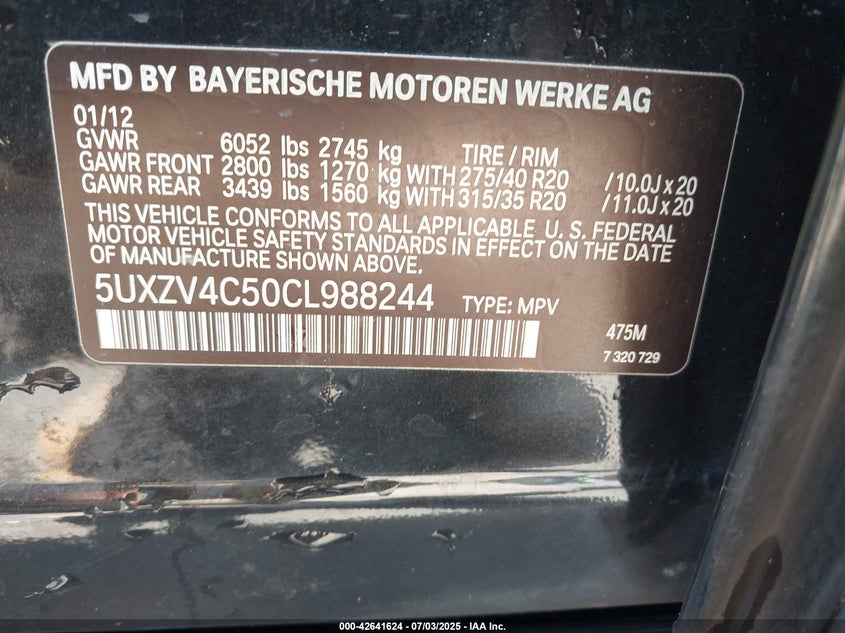 MFD BY BAYERISCHE MOTOREN WERKE AG
01/12
GVWR 6052 lbs 2745 kg TIRE / RIM
GAWR FRONT 2800 lbs 1270 kg WITH 275/40 R20 /10.0J x 20
GAWR REAR 3439 lbs 1560 kg WITH 315/35 R20 /11.0J x 20
THIS VEHICLE CONFORMS TO ALL APPLICABLE U. S. FEDERAL
MOTOR VEHICLE SAFETY STANDARDS IN EFFECT ON THE DATE
OF MANUFACTURE SHOWN ABOVE.
5UXZV4C50CL988244 TYPE: MPV
475M
7 320 729
000-42641624 - 07/03/2025 - IAA Inc.